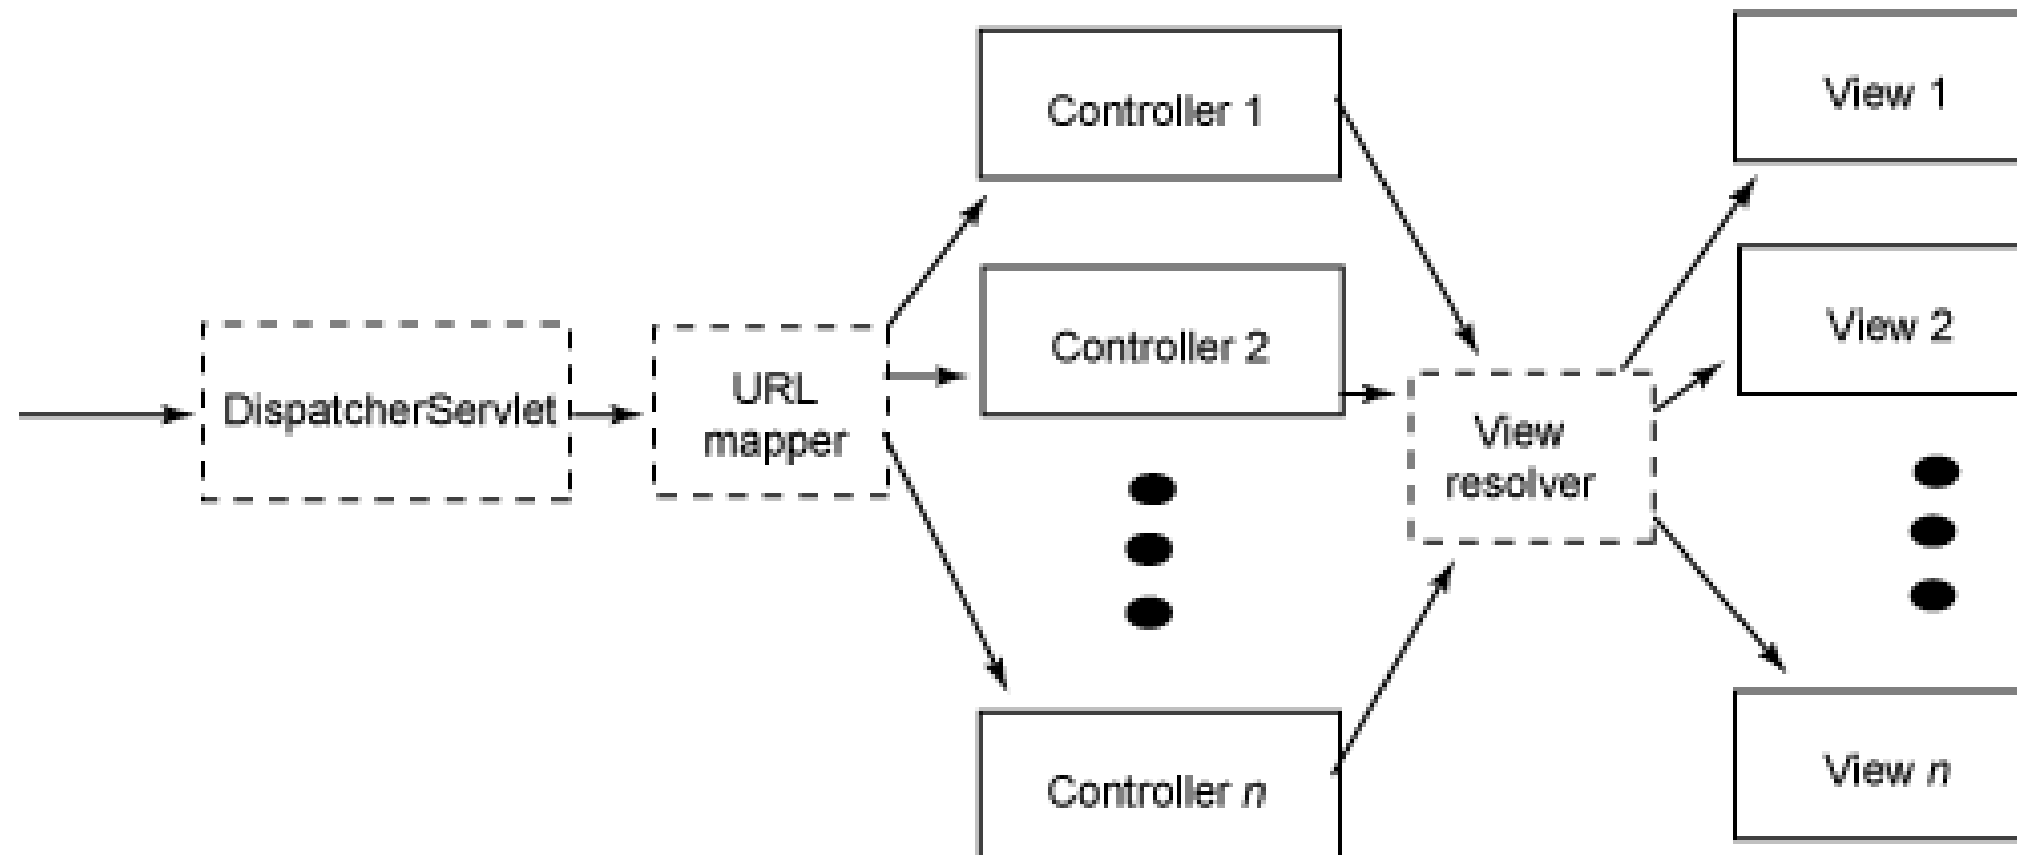 Controller 1
View 1
Controller 2
View 2
DispatcherServlet
URL
mapper
View
resolver
Controller n
View n